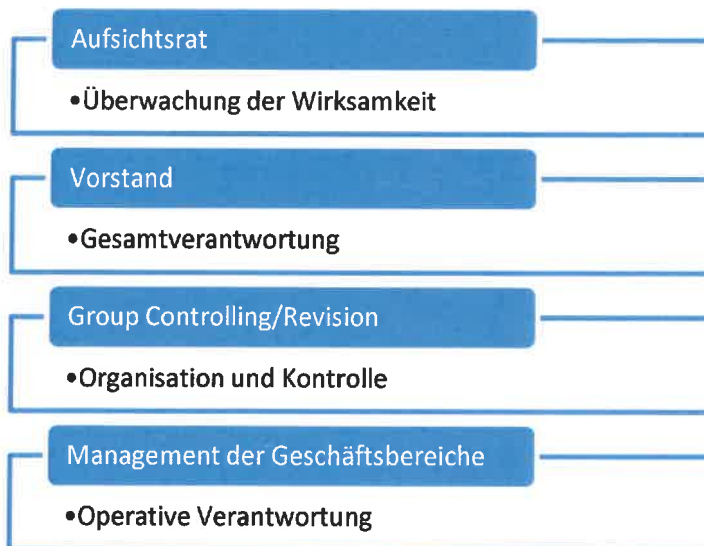 Aufsichtsrat
•Überwachung der Wirksamkeit
Vorstand
•Gesamtverantwortung
Group Controlling/Revision
•Organisation und Kontrolle
Management der Geschäftsbereiche
•Operative Verantwortung